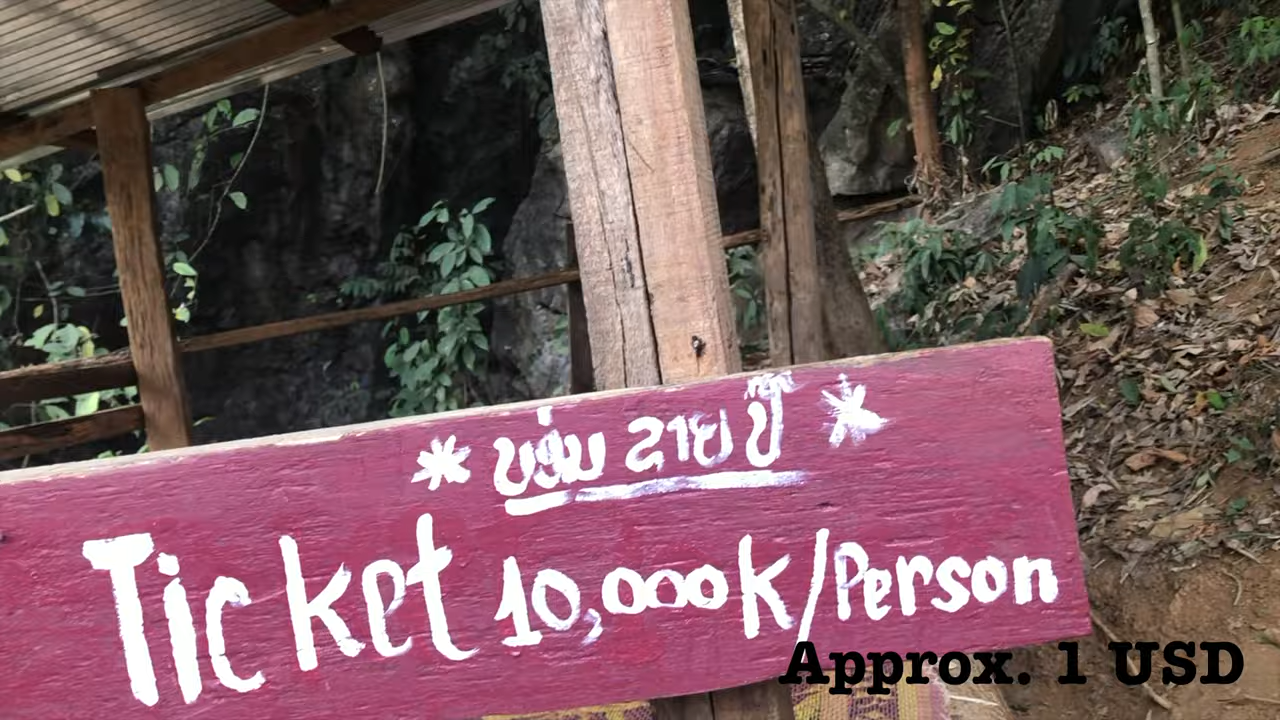 * ບ່ອນ ຂາຍ ປີ້ *
Ticket 10,000K/Person
Approx. 1 USD